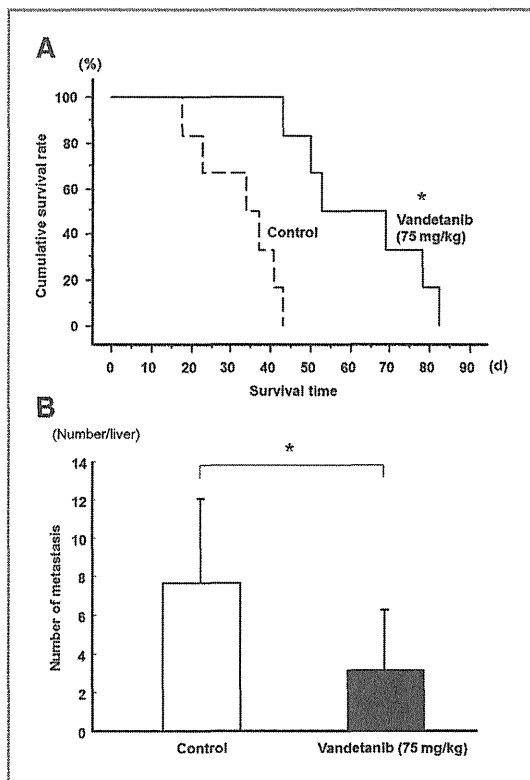 A
(%)
100
80
60
40
20
0
Cumulative survival rate
*
Vandetanib
(75 mg/kg)
Control
0 10 20 30 40 50 60 70 80 90 (d)
Survival time
B
(Number/liver)
*
14
12
10
8
6
4
2
0
Number of metastasis
Control Vandetanib (75 mg/kg)